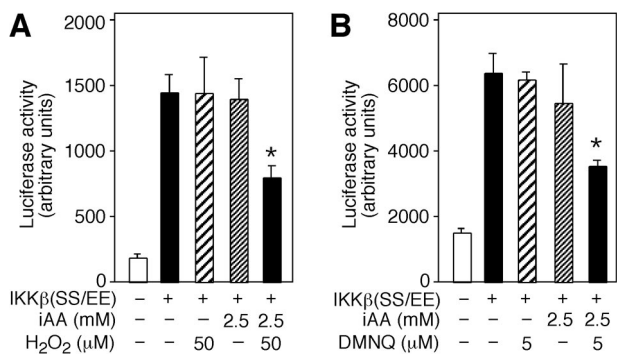 A
Luciferase activity
(arbitrary units)
2000
1500
1000
500
0
*
IKKβ(SS/EE) – + + + +
iAA (mM) – – – 2.5 2.5
H₂O₂ (μM) – – 50 – 50
B
Luciferase activity
(arbitrary units)
8000
6000
4000
2000
0
*
IKKβ(SS/EE) – + + + +
iAA (mM) – – – 2.5 2.5
DMNQ (μM) – – 5 – 5